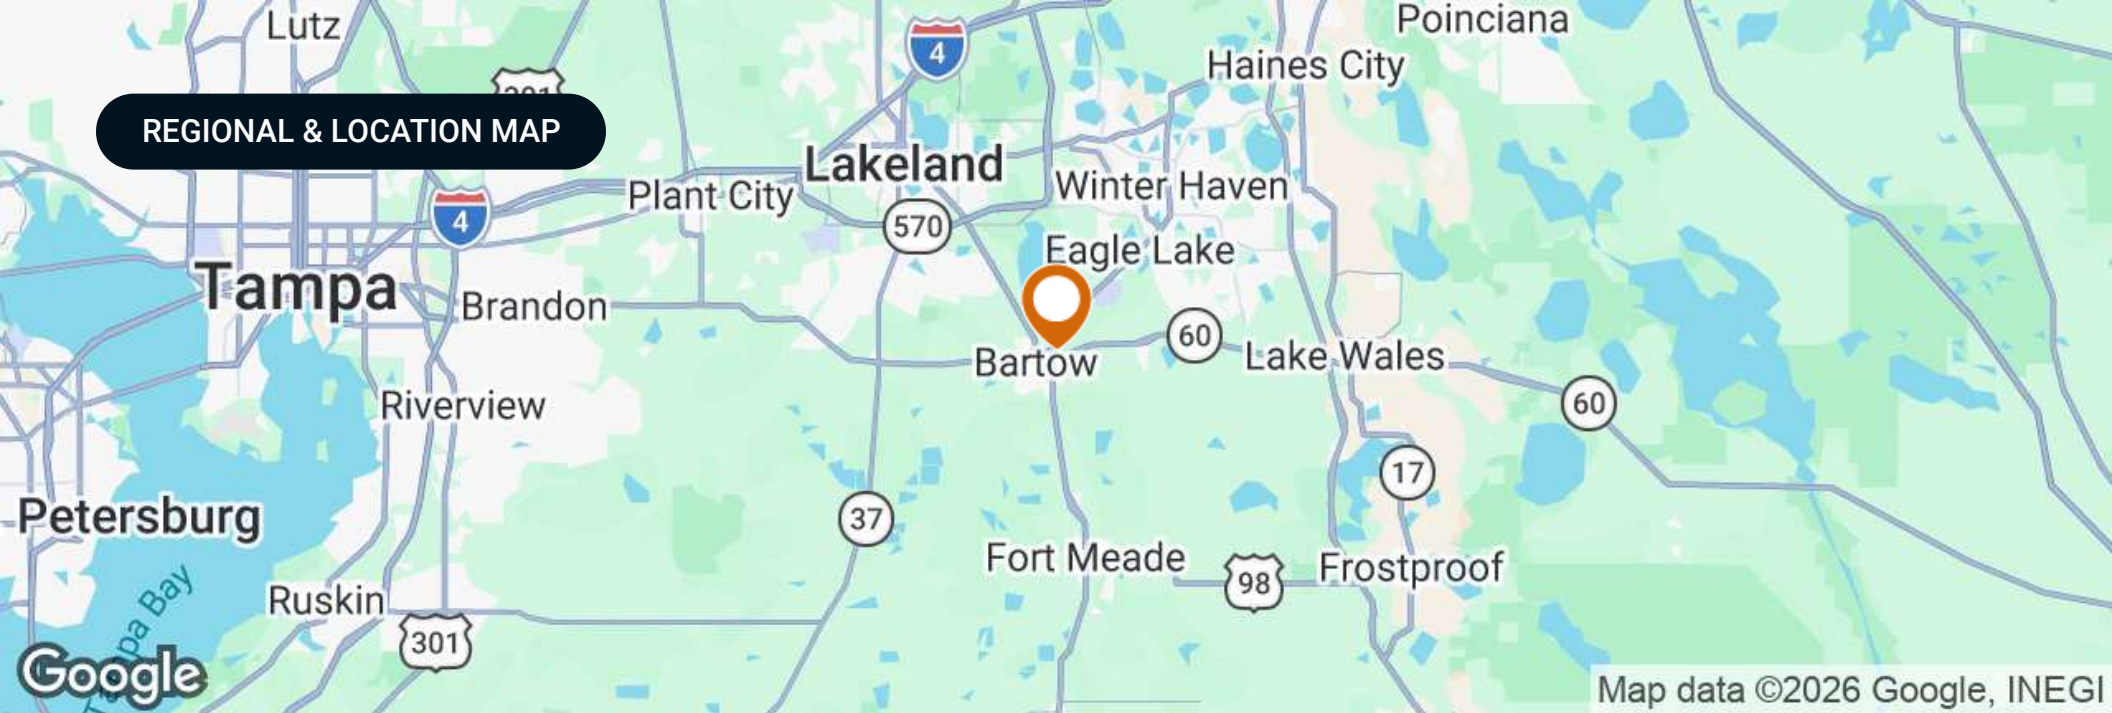 Lutz
4
Poinciana
Haines City
REGIONAL & LOCATION MAP
Lakeland
Plant City
Winter Haven
4
570
Eagle Lake
Tampa
Brandon
60
Bartow
Lake Wales
Riverview
60
17
Petersburg
37
Fort Meade
98
Frostproof
Ruskin
301
Tampa Bay
Google
Map data ©2026 Google, INEGI